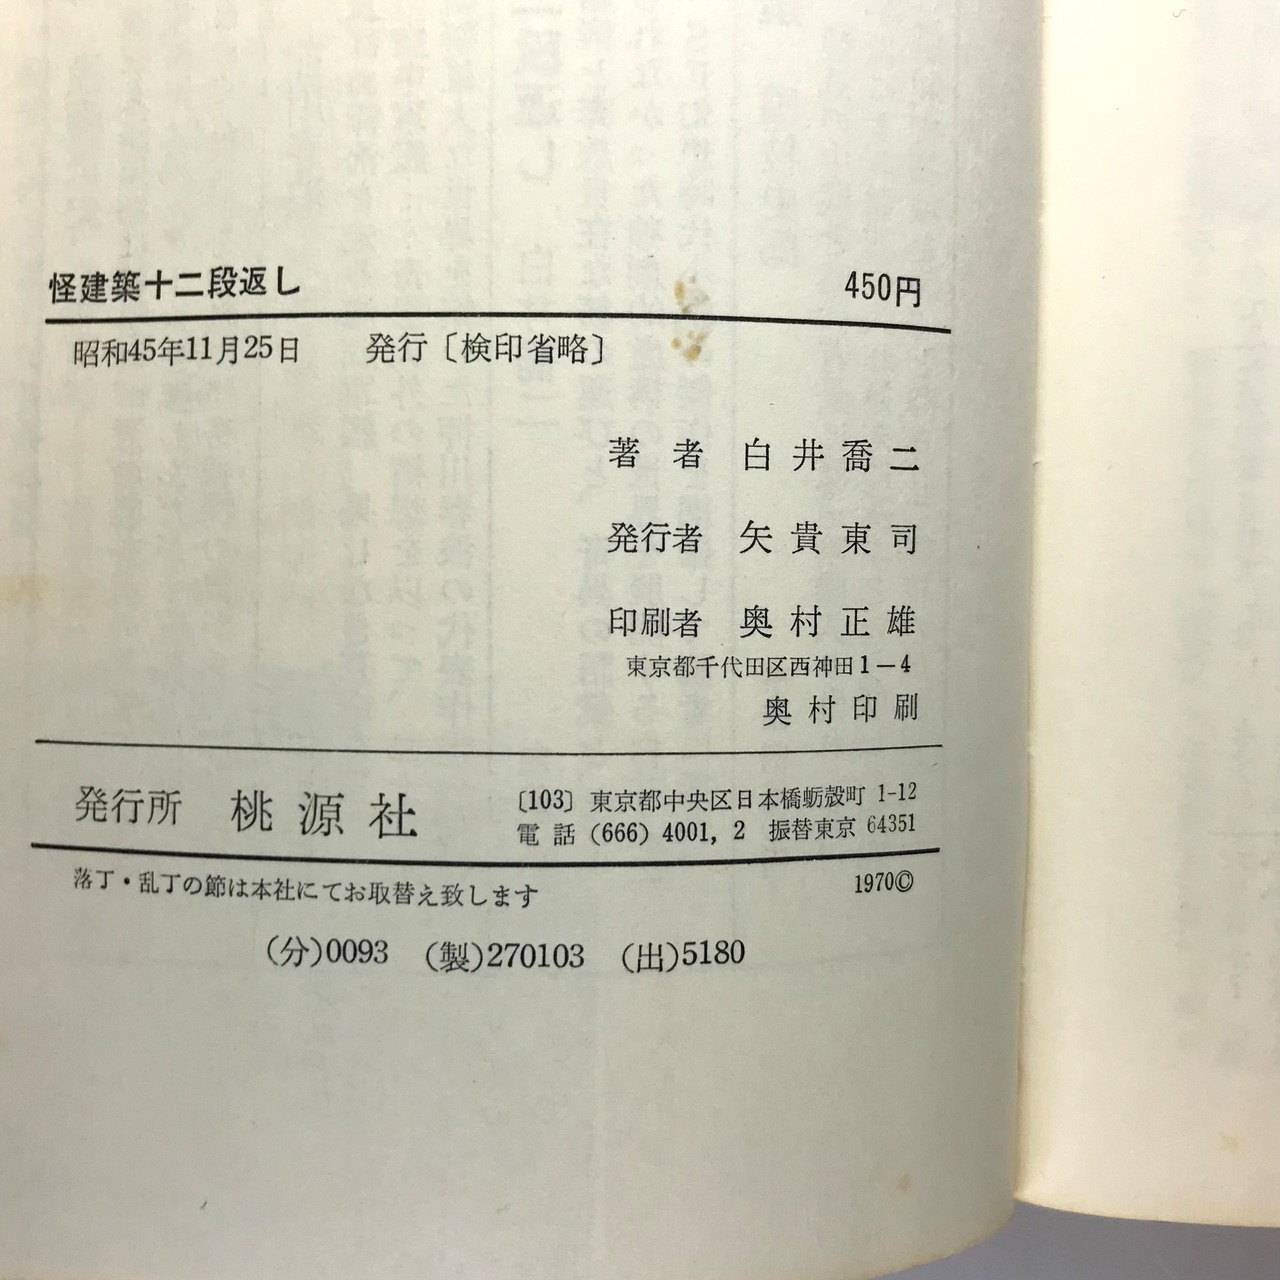 怪建築十二段返し 450円
昭和45年11月25日 発行〔検印省略〕
著者 白井喬二
発行者 矢貴東司
印刷者 奥村正雄
東京都千代田区西神田1－4
奥村印刷
発行所 桃源社
〔103〕東京都中央区日本橋蛎殻町 1-12
電話(666) 4001, 2 振替東京 64351
落丁・乱丁の節は本社にてお取替え致します 1970©
(分)0093 (製)270103 (出)5180